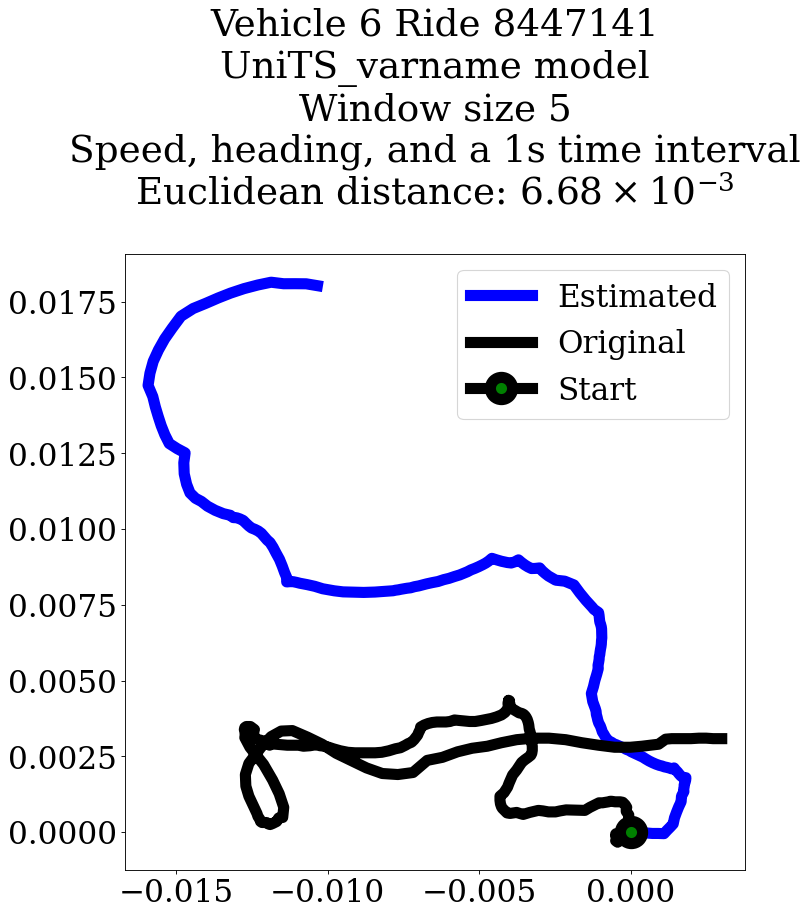 Vehicle 6 Ride 8447141
UniTS_varname model
Window size 5
Speed, heading, and a 1s time interval
Euclidean distance: 6.68 × 10⁻³
Estimated
Original
Start
0.0175
0.0150
0.0125
0.0100
0.0075
0.0050
0.0025
0.0000
−0.015 −0.010 −0.005 0.000